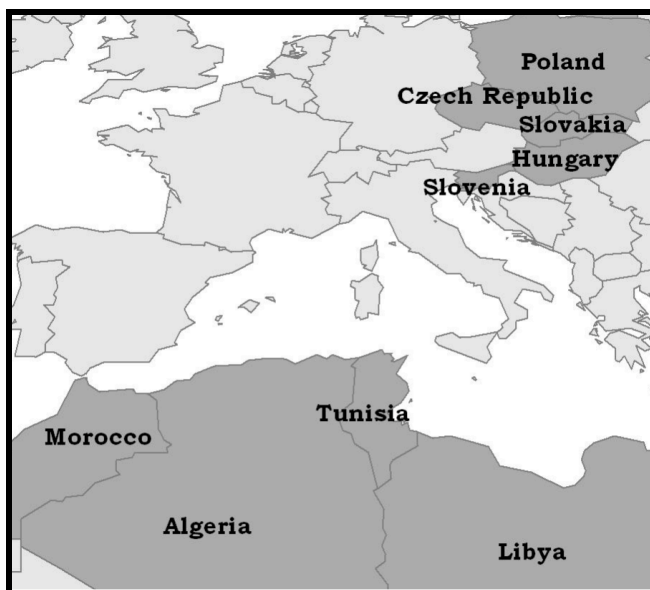 Poland
Czech Republic
Slovakia
Hungary
Slovenia
Tunisia
Morocco
Algeria
Libya